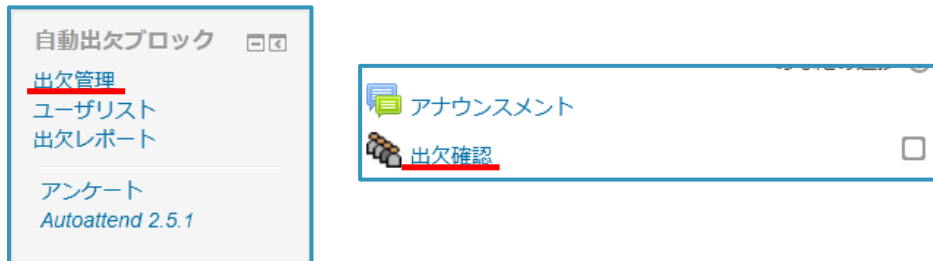 自動出欠ブロック
出欠管理
ユーザリスト
出欠レポート
アンケート
Autoattend 2.5.1
アナウンスメント
出欠確認